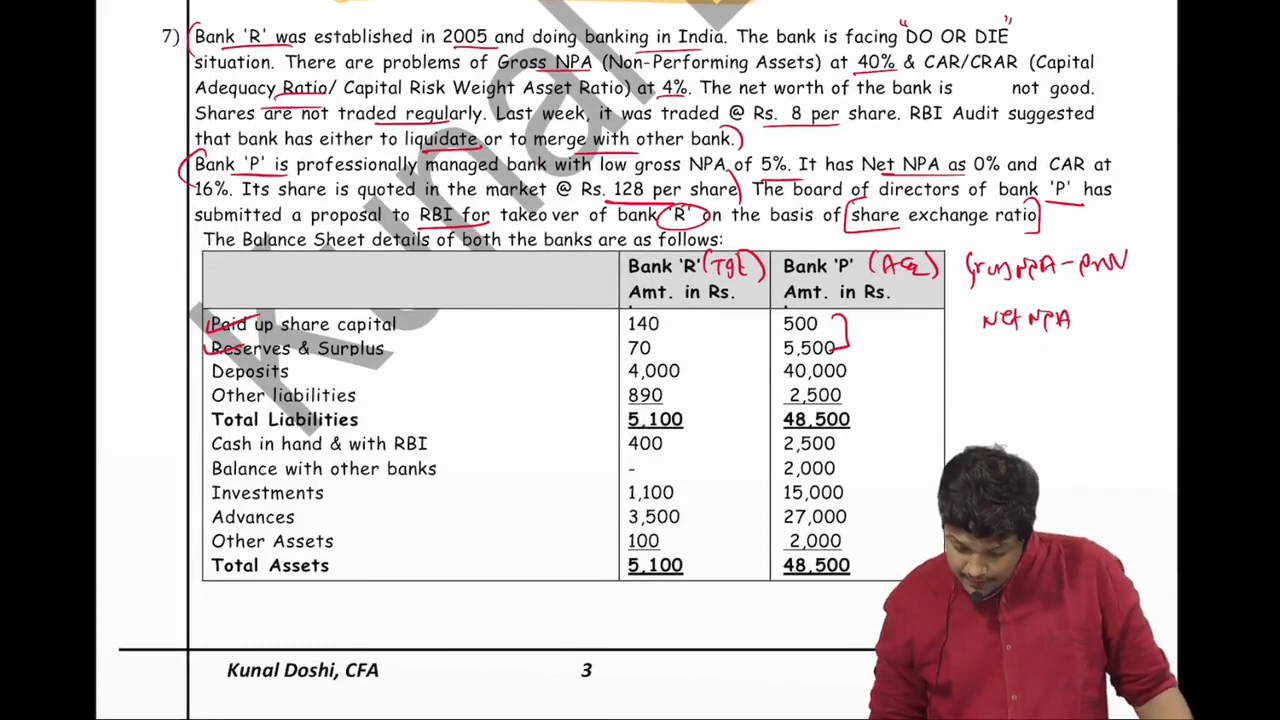 7) Bank 'R' was established in 2005 and doing banking in India. The bank is facing "DO OR DIE"
situation. There are problems of Gross NPA (Non-Performing Assets) at 40% & CAR/CRAR (Capital
Adequacy Ratio/ Capital Risk Weight Asset Ratio) at 4%. The net worth of the bank is not good.
Shares are not traded regularly. Last week, it was traded @ Rs. 8 per share. RBI Audit suggested
that bank has either to liquidate or to merge with other bank.
Bank 'P' is professionally managed bank with low gross NPA of 5%. It has Net NPA as 0% and CAR at
16%. Its share is quoted in the market @ Rs. 128 per share The board of directors of bank 'P' has
submitted a proposal to RBI for takeover of bank 'R' on the basis of share exchange ratio
The Balance Sheet details of both the banks are as follows:
Bank 'R' (Tgt) Bank 'P' (Acq) Gross NPA - Prov
Amt. in Rs. Amt. in Rs.
Paid up share capital 140 500 Net NPA
Reserves & Surplus 70 5,500
Deposits 4,000 40,000
Other liabilities 890 2,500
Total Liabilities 5,100 48,500
Cash in hand & with RBI 400 2,500
Balance with other banks - 2,000
Investments 1,100 15,000
Advances 3,500 27,000
Other Assets 100 2,000
Total Assets 5,100 48,500
Kunal Doshi, CFA 3
Kunal